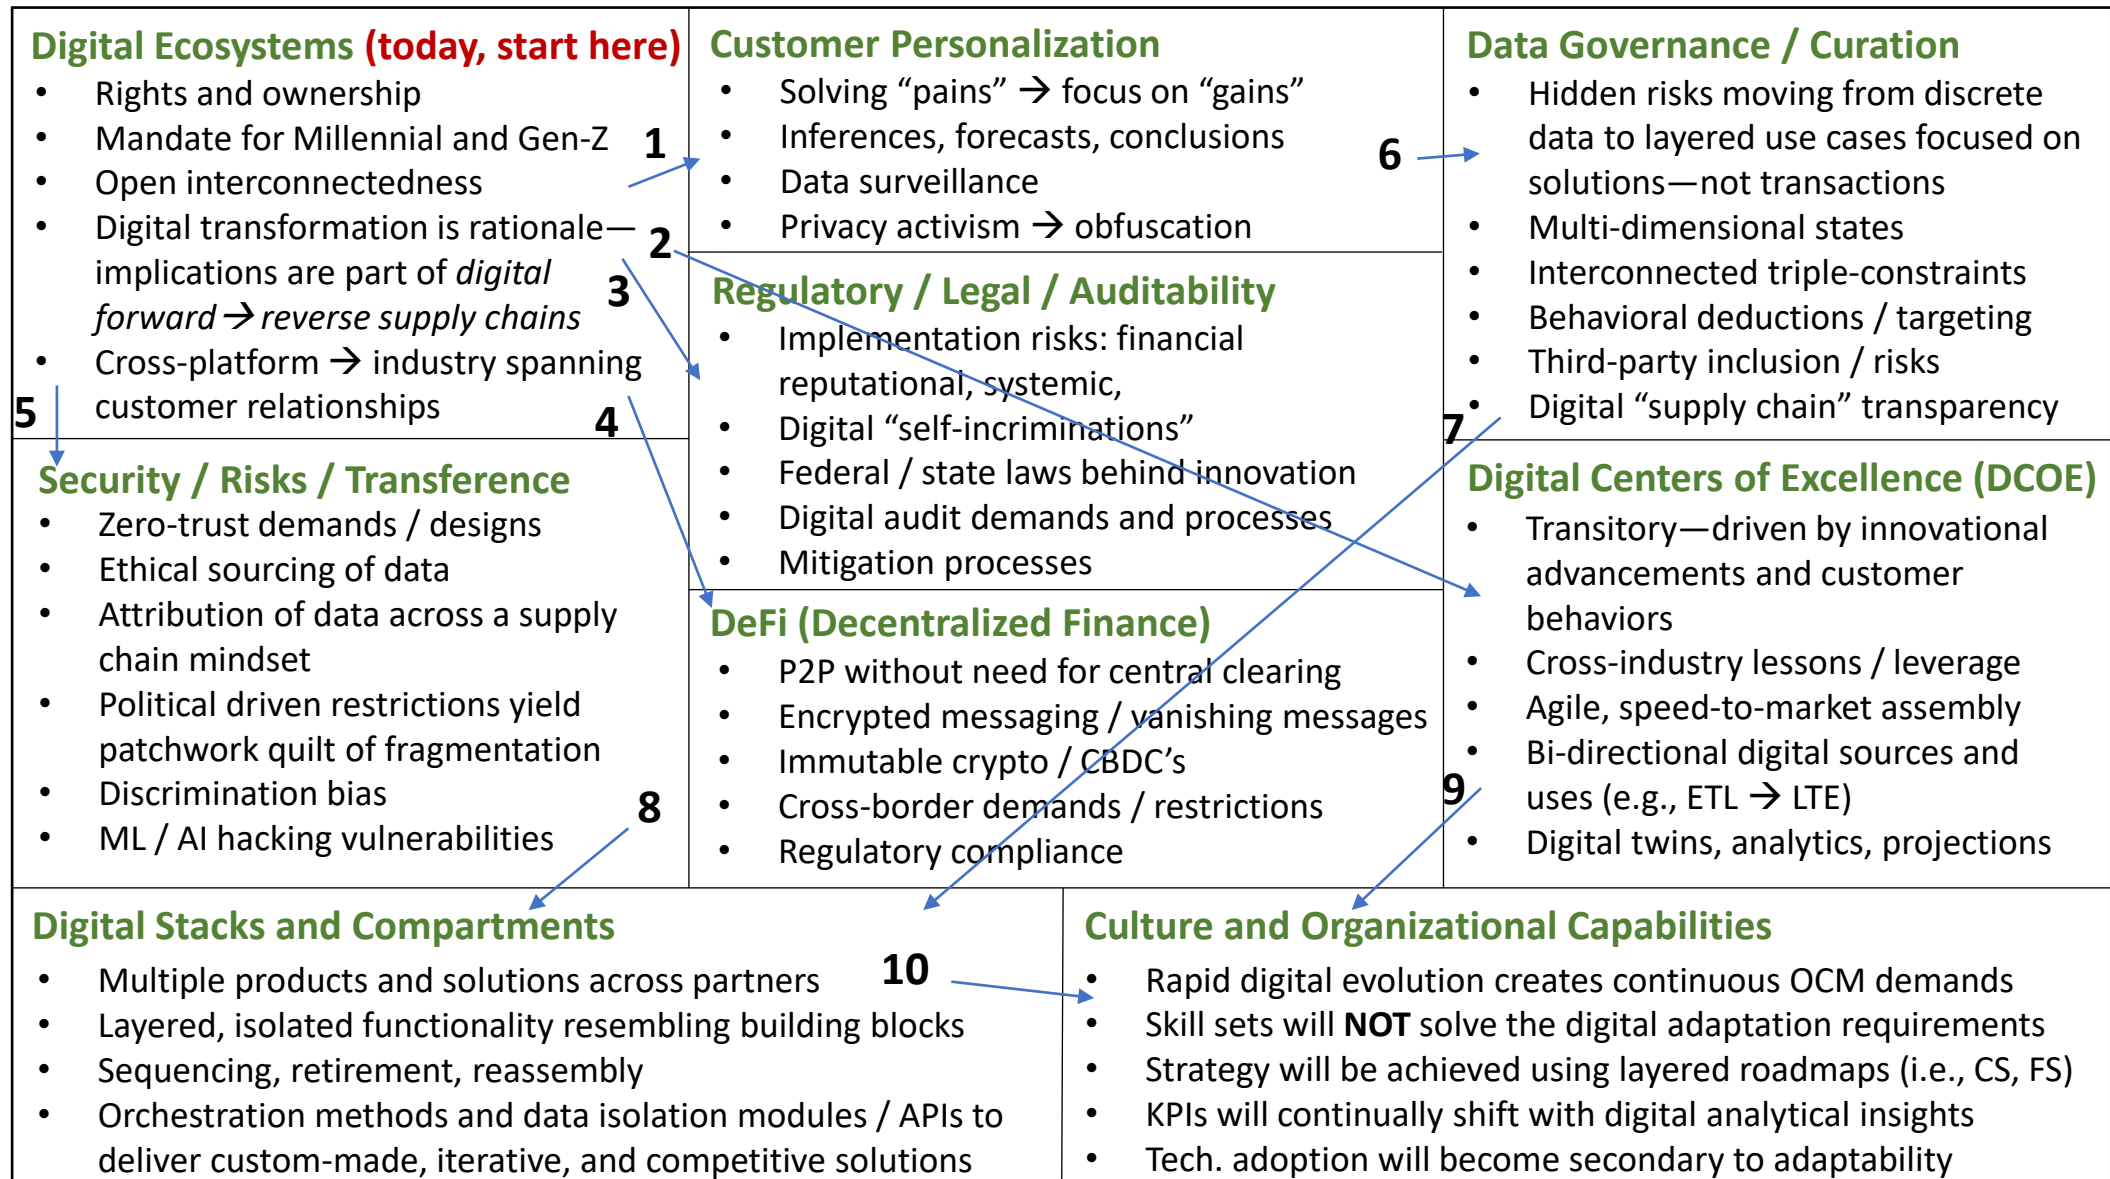 Digital Ecosystems (today, start here)
• Rights and ownership
• Mandate for Millennial and Gen-Z
• Open interconnectedness
• Digital transformation is rationale—
implications are part of digital
forward → reverse supply chains
• Cross-platform → industry spanning
customer relationships
1
2
3
4
5
Customer Personalization
• Solving “pains” → focus on “gains”
• Inferences, forecasts, conclusions
• Data surveillance
• Privacy activism → obfuscation
6
Data Governance / Curation
• Hidden risks moving from discrete
data to layered use cases focused on
solutions—not transactions
• Multi-dimensional states
• Interconnected triple-constraints
• Behavioral deductions / targeting
• Third-party inclusion / risks
• Digital “supply chain” transparency
7
Regulatory / Legal / Auditability
• Implementation risks: financial
reputational, systemic,
• Digital “self-incriminations”
• Federal / state laws behind innovation
• Digital audit demands and processes
• Mitigation processes
Security / Risks / Transference
• Zero-trust demands / designs
• Ethical sourcing of data
• Attribution of data across a supply
chain mindset
• Political driven restrictions yield
patchwork quilt of fragmentation
• Discrimination bias
• ML / AI hacking vulnerabilities
8
DeFi (Decentralized Finance)
• P2P without need for central clearing
• Encrypted messaging / vanishing messages
• Immutable crypto / CBDC’s
• Cross-border demands / restrictions
• Regulatory compliance
Digital Centers of Excellence (DCOE)
• Transitory—driven by innovational
advancements and customer
behaviors
• Cross-industry lessons / leverage
• Agile, speed-to-market assembly
• Bi-directional digital sources and
uses (e.g., ETL → LTE)
• Digital twins, analytics, projections
9
Digital Stacks and Compartments
• Multiple products and solutions across partners
• Layered, isolated functionality resembling building blocks
• Sequencing, retirement, reassembly
• Orchestration methods and data isolation modules / APIs to
deliver custom-made, iterative, and competitive solutions
10
Culture and Organizational Capabilities
• Rapid digital evolution creates continuous OCM demands
• Skill sets will NOT solve the digital adaptation requirements
• Strategy will be achieved using layered roadmaps (i.e., CS, FS)
• KPIs will continually shift with digital analytical insights
• Tech. adoption will become secondary to adaptability